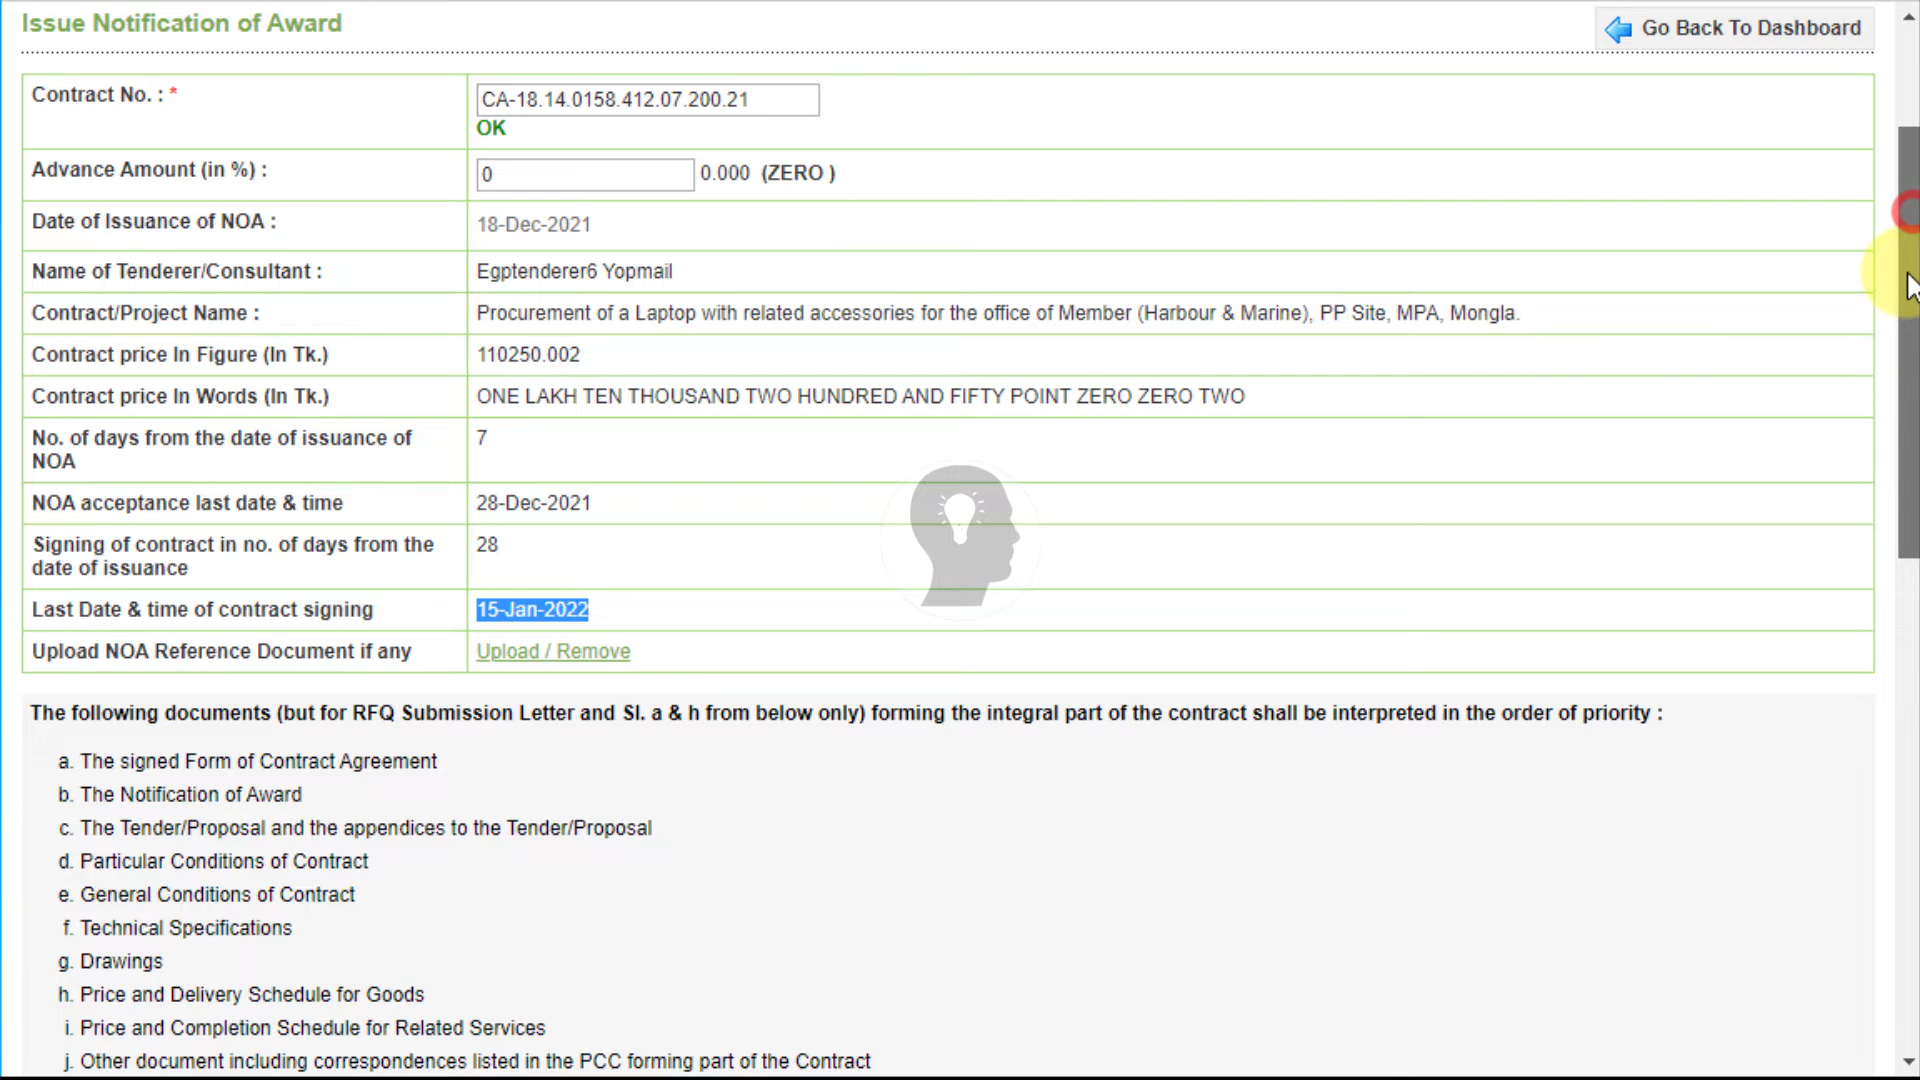 Issue Notification of Award
Go Back To Dashboard
Contract No. : *
CA-18.14.0158.412.07.200.21
OK
Advance Amount (in %) :
0
0.000 (ZERO )
Date of Issuance of NOA :
18-Dec-2021
Name of Tenderer/Consultant :
Egptenderer6 Yopmail
Contract/Project Name :
Procurement of a Laptop with related accessories for the office of Member (Harbour & Marine), PP Site, MPA, Mongla.
Contract price In Figure (In Tk.)
110250.002
Contract price In Words (In Tk.)
ONE LAKH TEN THOUSAND TWO HUNDRED AND FIFTY POINT ZERO ZERO TWO
No. of days from the date of issuance of
NOA
7
NOA acceptance last date & time
28-Dec-2021
Signing of contract in no. of days from the
date of issuance
28
Last Date & time of contract signing
15-Jan-2022
Upload NOA Reference Document if any
Upload / Remove
The following documents (but for RFQ Submission Letter and Sl. a & h from below only) forming the integral part of the contract shall be interpreted in the order of priority :
a. The signed Form of Contract Agreement
b. The Notification of Award
c. The Tender/Proposal and the appendices to the Tender/Proposal
d. Particular Conditions of Contract
e. General Conditions of Contract
f. Technical Specifications
g. Drawings
h. Price and Delivery Schedule for Goods
i. Price and Completion Schedule for Related Services
j. Other document including correspondences listed in the PCC forming part of the Contract